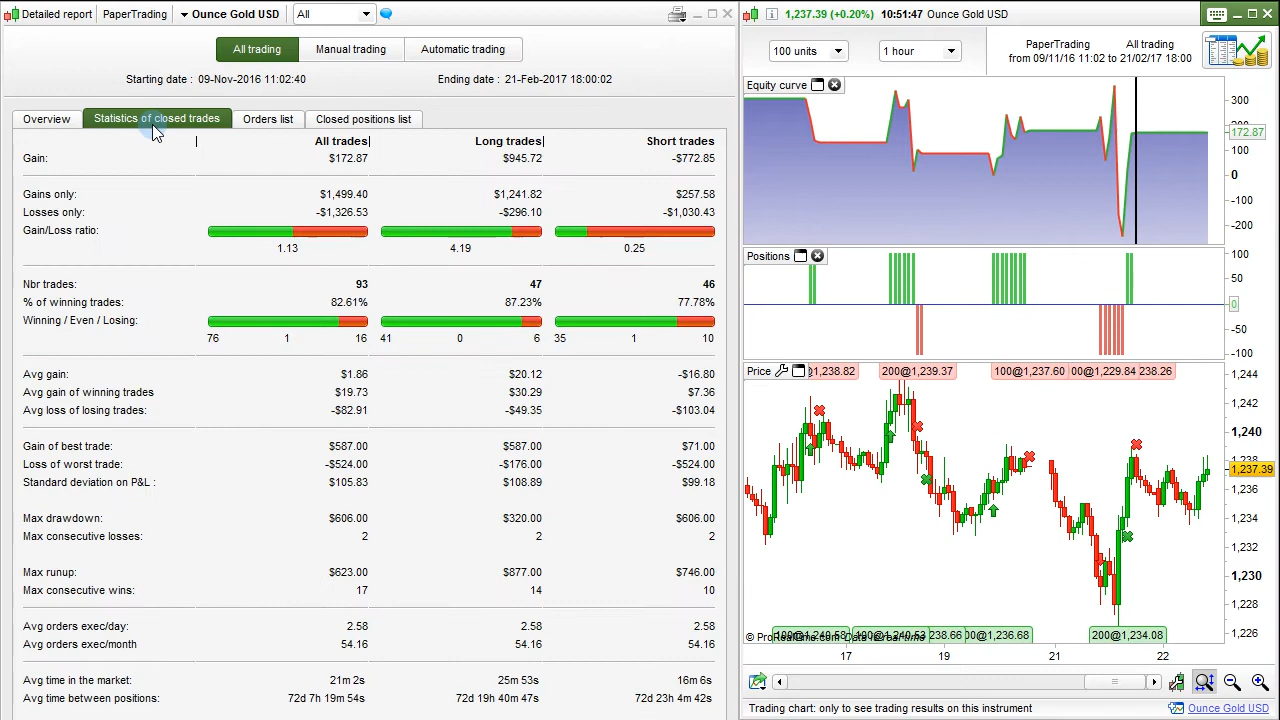 Detailed report PaperTrading Ounce Gold USD All
All trading Manual trading Automatic trading
Starting date : 09-Nov-2016 11:02:40 Ending date : 21-Feb-2017 18:00:02
Overview Statistics of closed trades Orders list Closed positions list
All trades Long trades Short trades
Gain: $172.87 $945.72 -$772.85
Gains only: $1,499.40 $1,241.82 $257.58
Losses only: -$1,326.53 -$296.10 -$1,030.43
Gain/Loss ratio:
1.13 4.19 0.25
Nbr trades: 93 47 46
% of winning trades: 82.61% 87.23% 77.78%
Winning / Even / Losing:
76 1 16 41 0 6 35 1 10
Avg gain: $1.86 $20.12 -$16.80
Avg gain of winning trades $19.73 $30.29 $7.36
Avg loss of losing trades: -$82.91 -$49.35 -$103.04
Gain of best trade: $587.00 $587.00 $71.00
Loss of worst trade: -$524.00 -$176.00 -$524.00
Standard deviation on P&L : $105.83 $108.89 $99.18
Max drawdown: $606.00 $320.00 $606.00
Max consecutive losses: 2 2 2
Max runup: $623.00 $877.00 $746.00
Max consecutive wins: 17 14 10
Avg orders exec/day: 2.58 2.58 2.58
Avg orders exec/month 54.16 54.16 54.16
Avg time in the market: 21m 2s 25m 53s 16m 6s
Avg time between positions: 72d 7h 19m 54s 72d 19h 40m 47s 72d 23h 4m 42s
1,237.39 (+0.20%) 10:51:47 Ounce Gold USD
100 units 1 hour
PaperTrading All trading
from 09/11/16 11:02 to 21/02/17 18:00
Equity curve
300
172.87
100
0
-100
-200
Positions
100
50
0
-50
-100
Price @1,238.82 200@1,239.37 100@1,237.60 00@1,229.84 238.26
1,244
1,242
1,240
1,237.39
1,236
1,234
1,232
1,230
1,228
1,226
© ProRealTime.com 238.66 00@1,236.68 200@1,234.08
17 19 21 22
Trading chart: only to see trading results on this instrument Ounce Gold USD